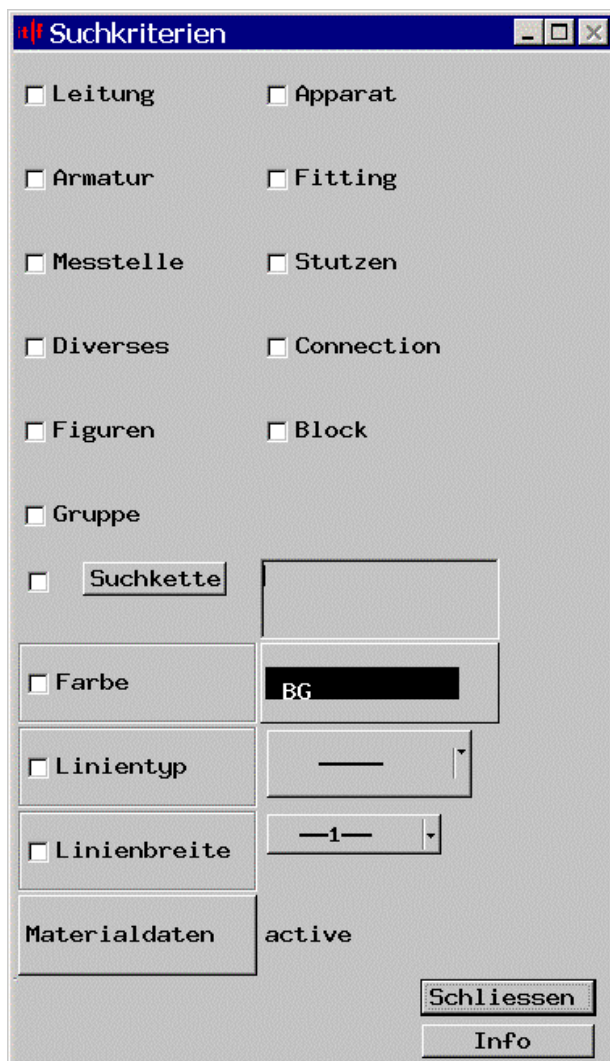 it|f Suchkriterien
Leitung Apparat
Armatur Fitting
Messtelle Stutzen
Diverses Connection
Figuren Block
Gruppe
Suchkette
Farbe BG
Linientyp
Linienbreite 1
Materialdaten active
Schliessen
Info